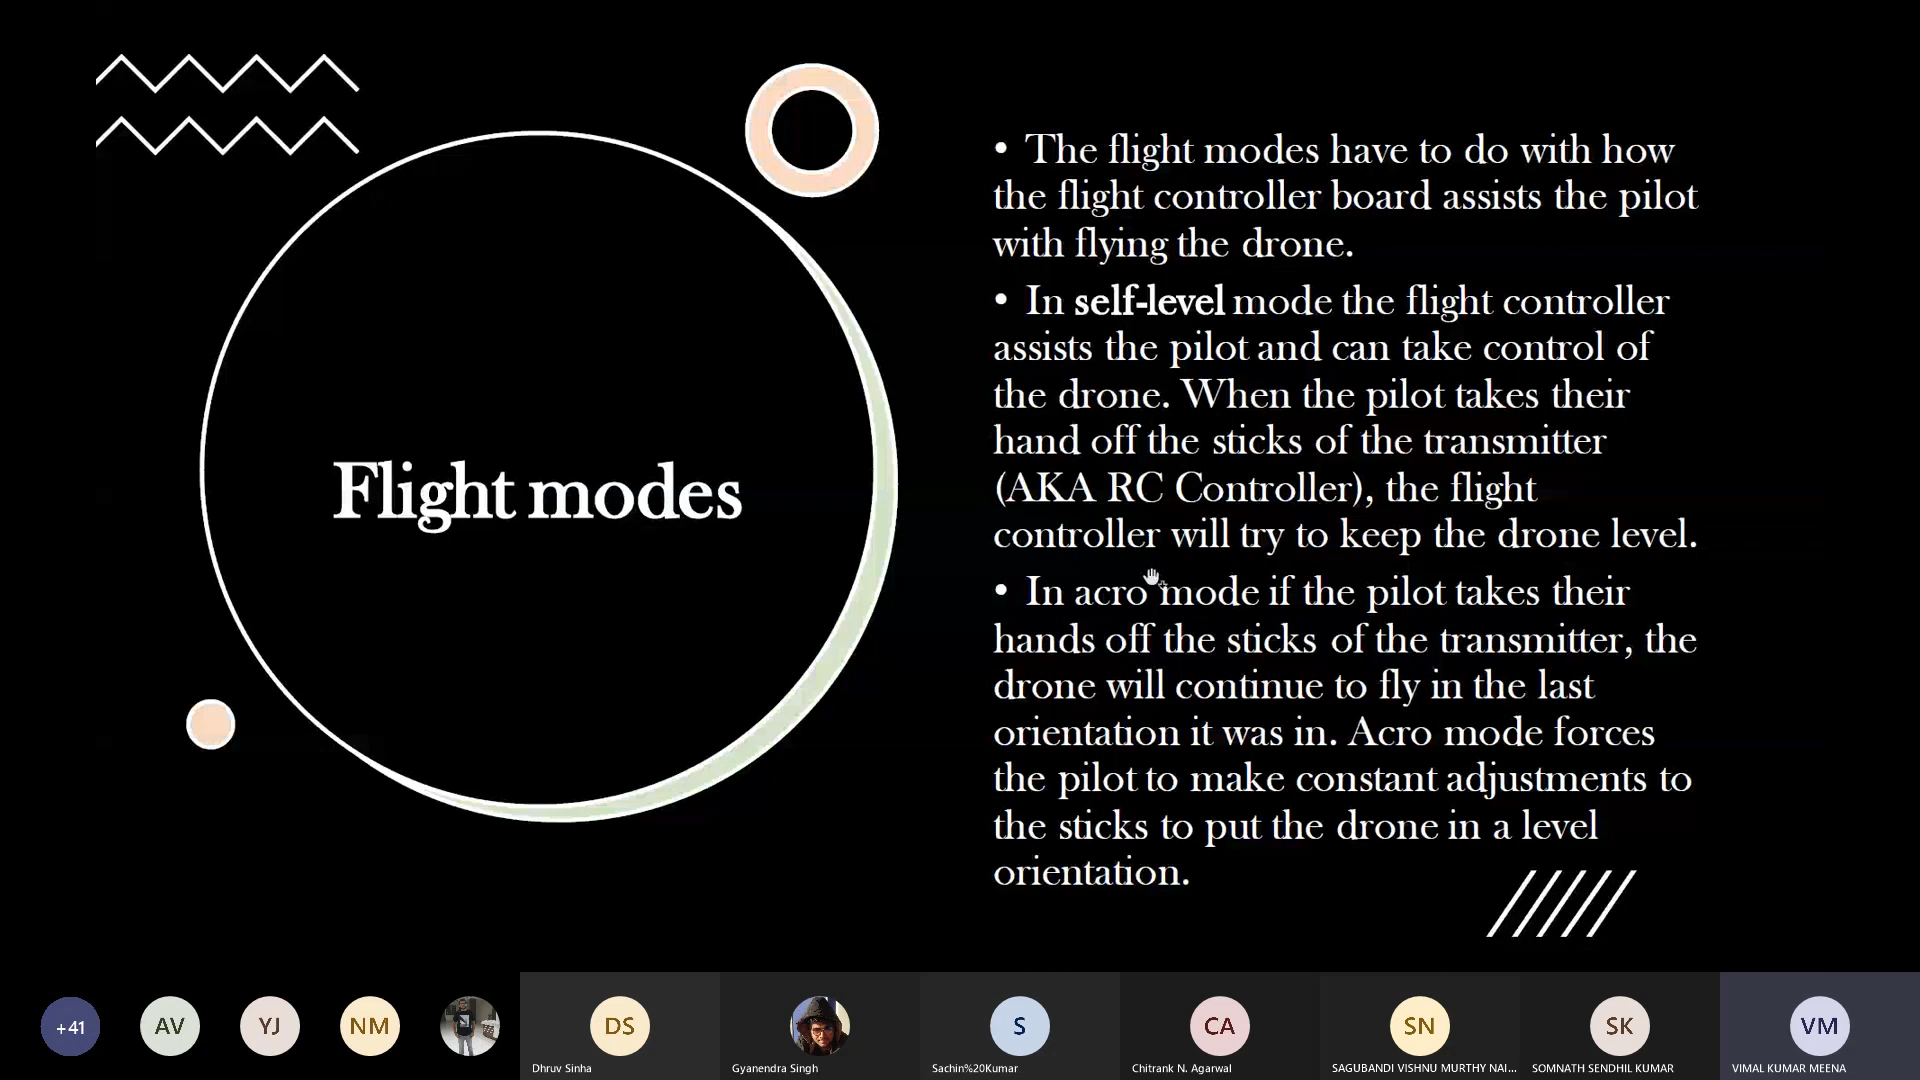 Flight modes
• The flight modes have to do with how
the flight controller board assists the pilot
with flying the drone.
• In self-level mode the flight controller
assists the pilot and can take control of
the drone. When the pilot takes their
hand off the sticks of the transmitter
(AKA RC Controller), the flight
controller will try to keep the drone level.
• In acro mode if the pilot takes their
hands off the sticks of the transmitter, the
drone will continue to fly in the last
orientation it was in. Acro mode forces
the pilot to make constant adjustments to
the sticks to put the drone in a level
orientation.
+41
AV
YJ
NM
DS
Dhruv Sinha
Gyanendra Singh
S
Sachin%20Kumar
CA
Chitrank N. Agarwal
SN
SAGUBANDI VISHNU MURTHY NAI...
SK
SOMNATH SENDHIL KUMAR
VM
VIMAL KUMAR MEENA